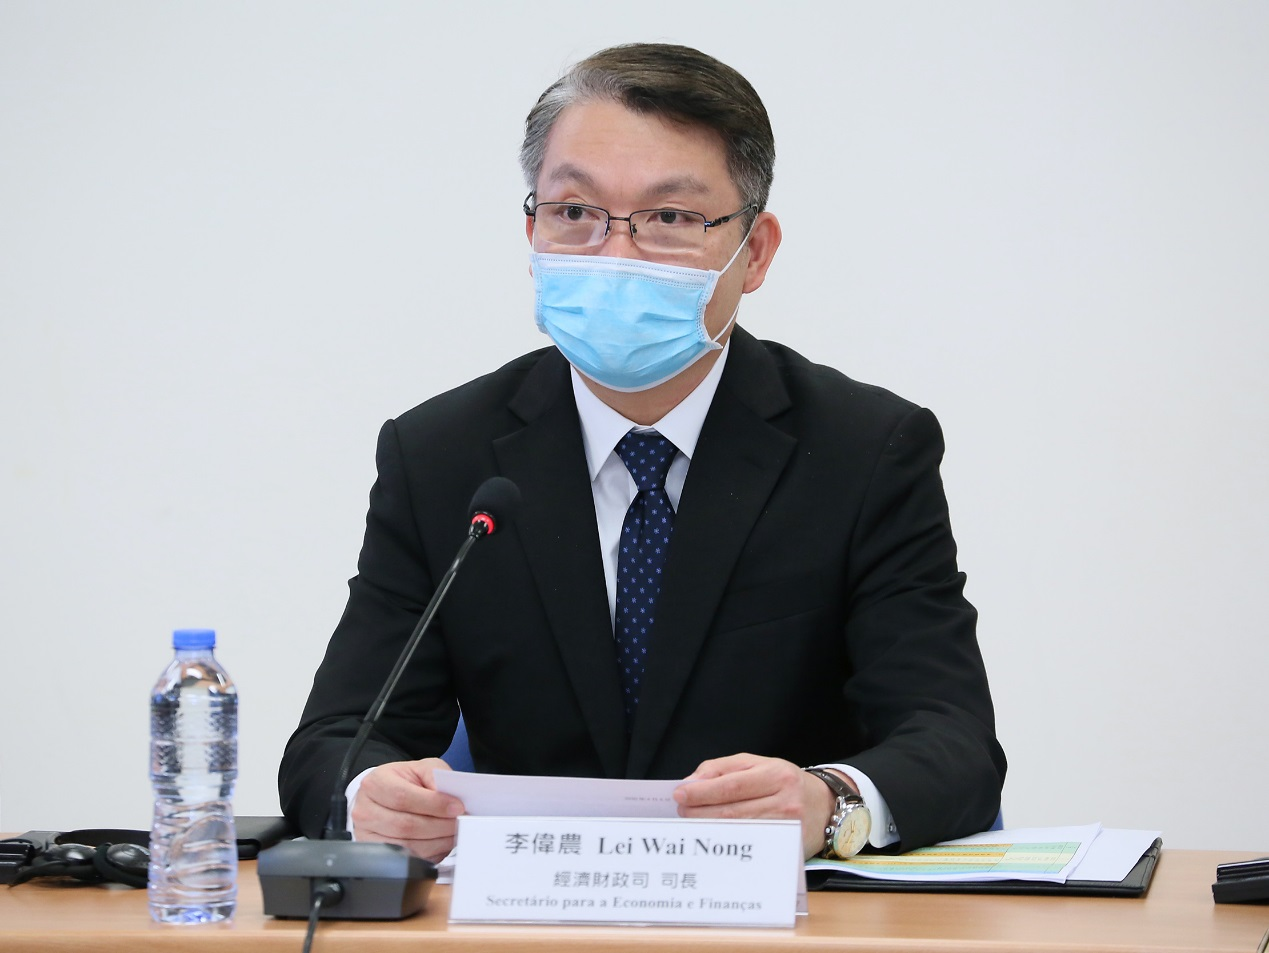 李偉農 Lei Wai Nong
經濟財政司 司長
Secretário para a Economia e Finanças